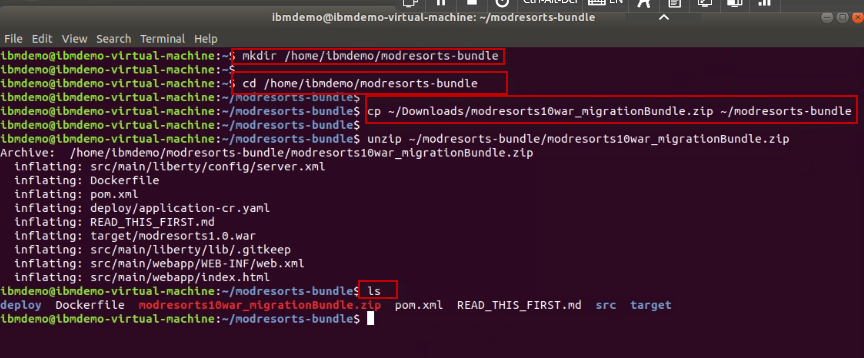 Ctrl-Alt-Del EN
ibmdemo@ibmdemo-virtual-machine: ~/modresorts-bundle
File Edit View Search Terminal Help
ibmdemo@ibmdemo-virtual-machine:~$ mkdir /home/ibmdemo/modresorts-bundle
ibmdemo@ibmdemo-virtual-machine:~$
ibmdemo@ibmdemo-virtual-machine:~$ cd /home/ibmdemo/modresorts-bundle
ibmdemo@ibmdemo-virtual-machine:~/modresorts-bundle$
ibmdemo@ibmdemo-virtual-machine:~/modresorts-bundle$ cp ~/Downloads/modresorts10war_migrationBundle.zip ~/modresorts-bundle
ibmdemo@ibmdemo-virtual-machine:~/modresorts-bundle$
ibmdemo@ibmdemo-virtual-machine:~/modresorts-bundle$ unzip ~/modresorts-bundle/modresorts10war_migrationBundle.zip
Archive:  /home/ibmdemo/modresorts-bundle/modresorts10war_migrationBundle.zip
inflating: src/main/liberty/config/server.xml
inflating: Dockerfile
inflating: pom.xml
inflating: deploy/application-cr.yaml
inflating: READ_THIS_FIRST.md
inflating: target/modresorts1.0.war
inflating: src/main/liberty/lib/.gitkeep
inflating: src/main/webapp/WEB-INF/web.xml
inflating: src/main/webapp/index.html
ibmdemo@ibmdemo-virtual-machine:~/modresorts-bundle$ ls
deploy  Dockerfile  modresorts10war_migrationBundle.zip  pom.xml  READ_THIS_FIRST.md  src  target
ibmdemo@ibmdemo-virtual-machine:~/modresorts-bundle$